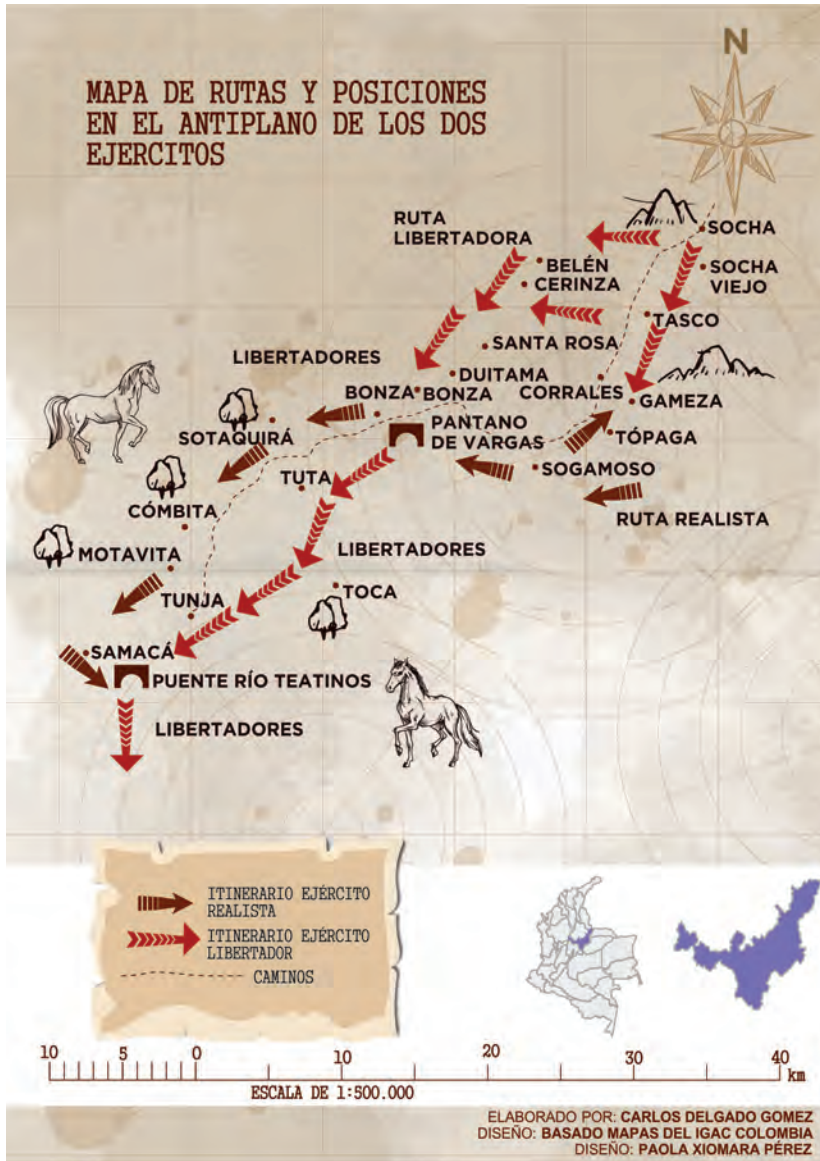 N
MAPA DE RUTAS Y POSICIONES
EN EL ANTIPLANO DE LOS DOS
EJERCITOS
RUTA
LIBERTADORA
SOCHA
SOCHA
VIEJO
BELÉN
CERINZA
TASCO
SANTA ROSA
LIBERTADORES
DUITAMA
CORRALES
GAMEZA
BONZA
BONZA
SOTAQUIRÁ
PANTANO
DE VARGAS
TÓPAGA
SOGAMOSO
TUTA
RUTA REALISTA
CÓMBITA
LIBERTADORES
MOTAVITA
TOCA
TUNJA
SAMACÁ
PUENTE RÍO TEATINOS
LIBERTADORES
ITINERARIO EJÉRCITO
REALISTA
ITINERARIO EJÉRCITO
LIBERTADOR
CAMINOS
10 5 0 10 20 30 40
km
ESCALA DE 1:500.000
ELABORADO POR: CARLOS DELGADO GOMEZ
DISEÑO: BASADO MAPAS DEL IGAC COLOMBIA
DISEÑO: PAOLA XIOMARA PÉREZ